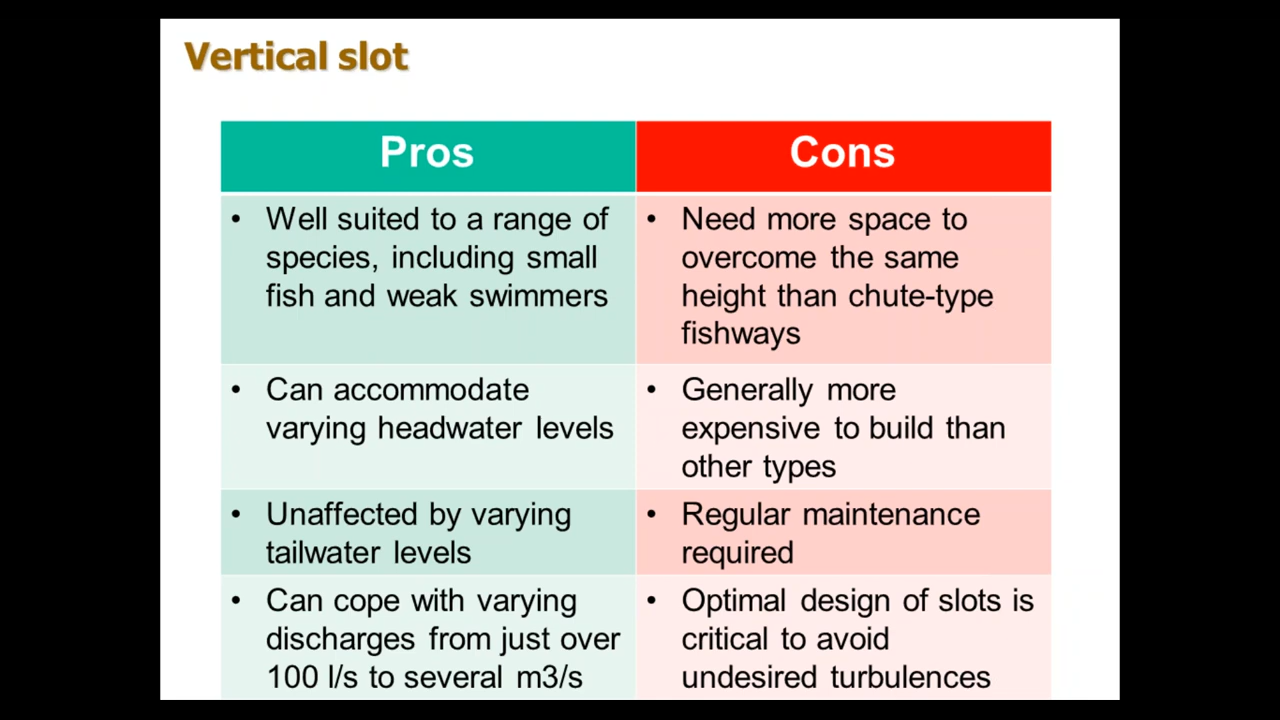 Vertical slot
Pros
Cons
• Well suited to a range of
species, including small
fish and weak swimmers
• Need more space to
overcome the same
height than chute-type
fishways
• Can accommodate
varying headwater levels
• Generally more
expensive to build than
other types
• Unaffected by varying
tailwater levels
• Regular maintenance
required
• Can cope with varying
discharges from just over
100 l/s to several m3/s
• Optimal design of slots is
critical to avoid
undesired turbulences